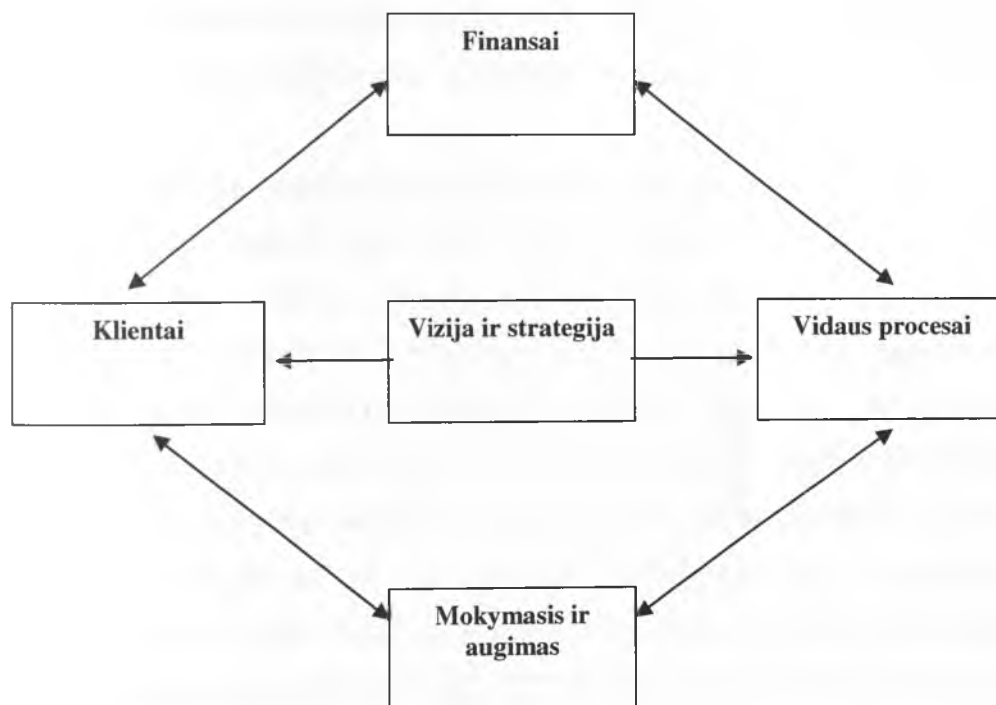 Finansai
Klientai
Vizija ir strategija
Vidaus procesai
Mokymasis ir
augimas